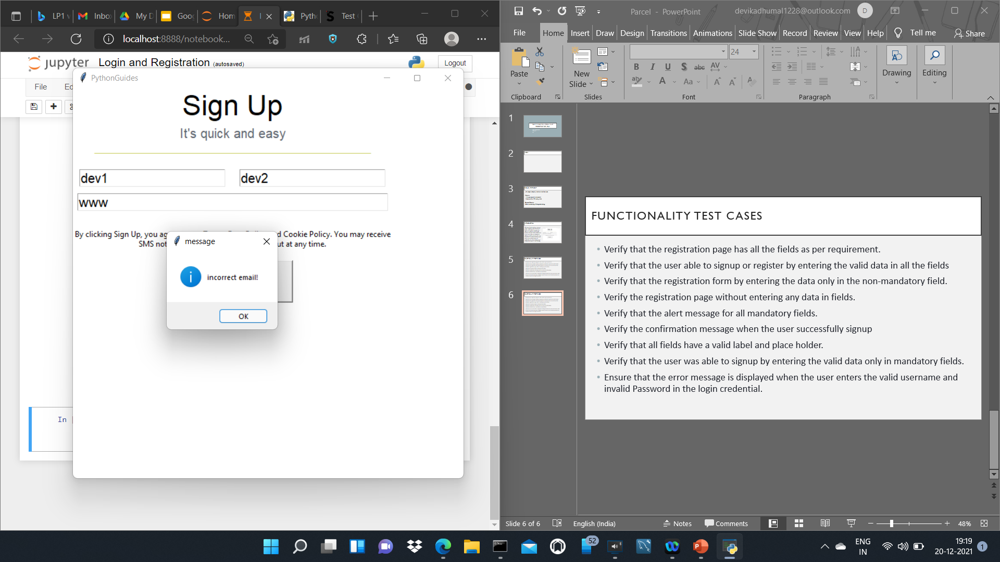 LP1
Inbo
My D
Goo
Hom
Pyth
Test
localhost:8888/notebook...
jupyter Login and Registration (autosaved)
Logout
File
PythonGuides
Sign Up
It's quick and easy
dev1
dev2
www
By clicking Sign Up, you ag
d Cookie Policy. You may receive
SMS not
ut at any time.
message
incorrect email!
OK
In [
Parcel - PowerPoint
devikadhumal1228@outlook.com
D
File Home Insert Draw Design Transitions Animations Slide Show Record Review View Help Tell me Share
Paste
New
Slide
24
B I U S abc AV
A Aa A A
Drawing
Editing
Clipboard
Slides
Font
Paragraph
1
2
3
4
5
6
FUNCTIONALITY TEST CASES
• Verify that the registration page has all the fields as per requirement.
• Verify that the user able to signup or register by entering the valid data in all the fields
• Verify that the registration form by entering the data only in the non-mandatory field.
• Verify the registration page without entering any data in fields.
• Verify that the alert message for all mandatory fields.
• Verify the confirmation message when the user successfully signup
• Verify that all fields have a valid label and place holder.
• Verify that the user was able to signup by entering the valid data only in mandatory fields.
• Ensure that the error message is displayed when the user enters the valid username and
invalid Password in the login credential.
Slide 6 of 6
English (India)
Notes
Comments
48%
52
ENG
IN
19:19
20-12-2021
1